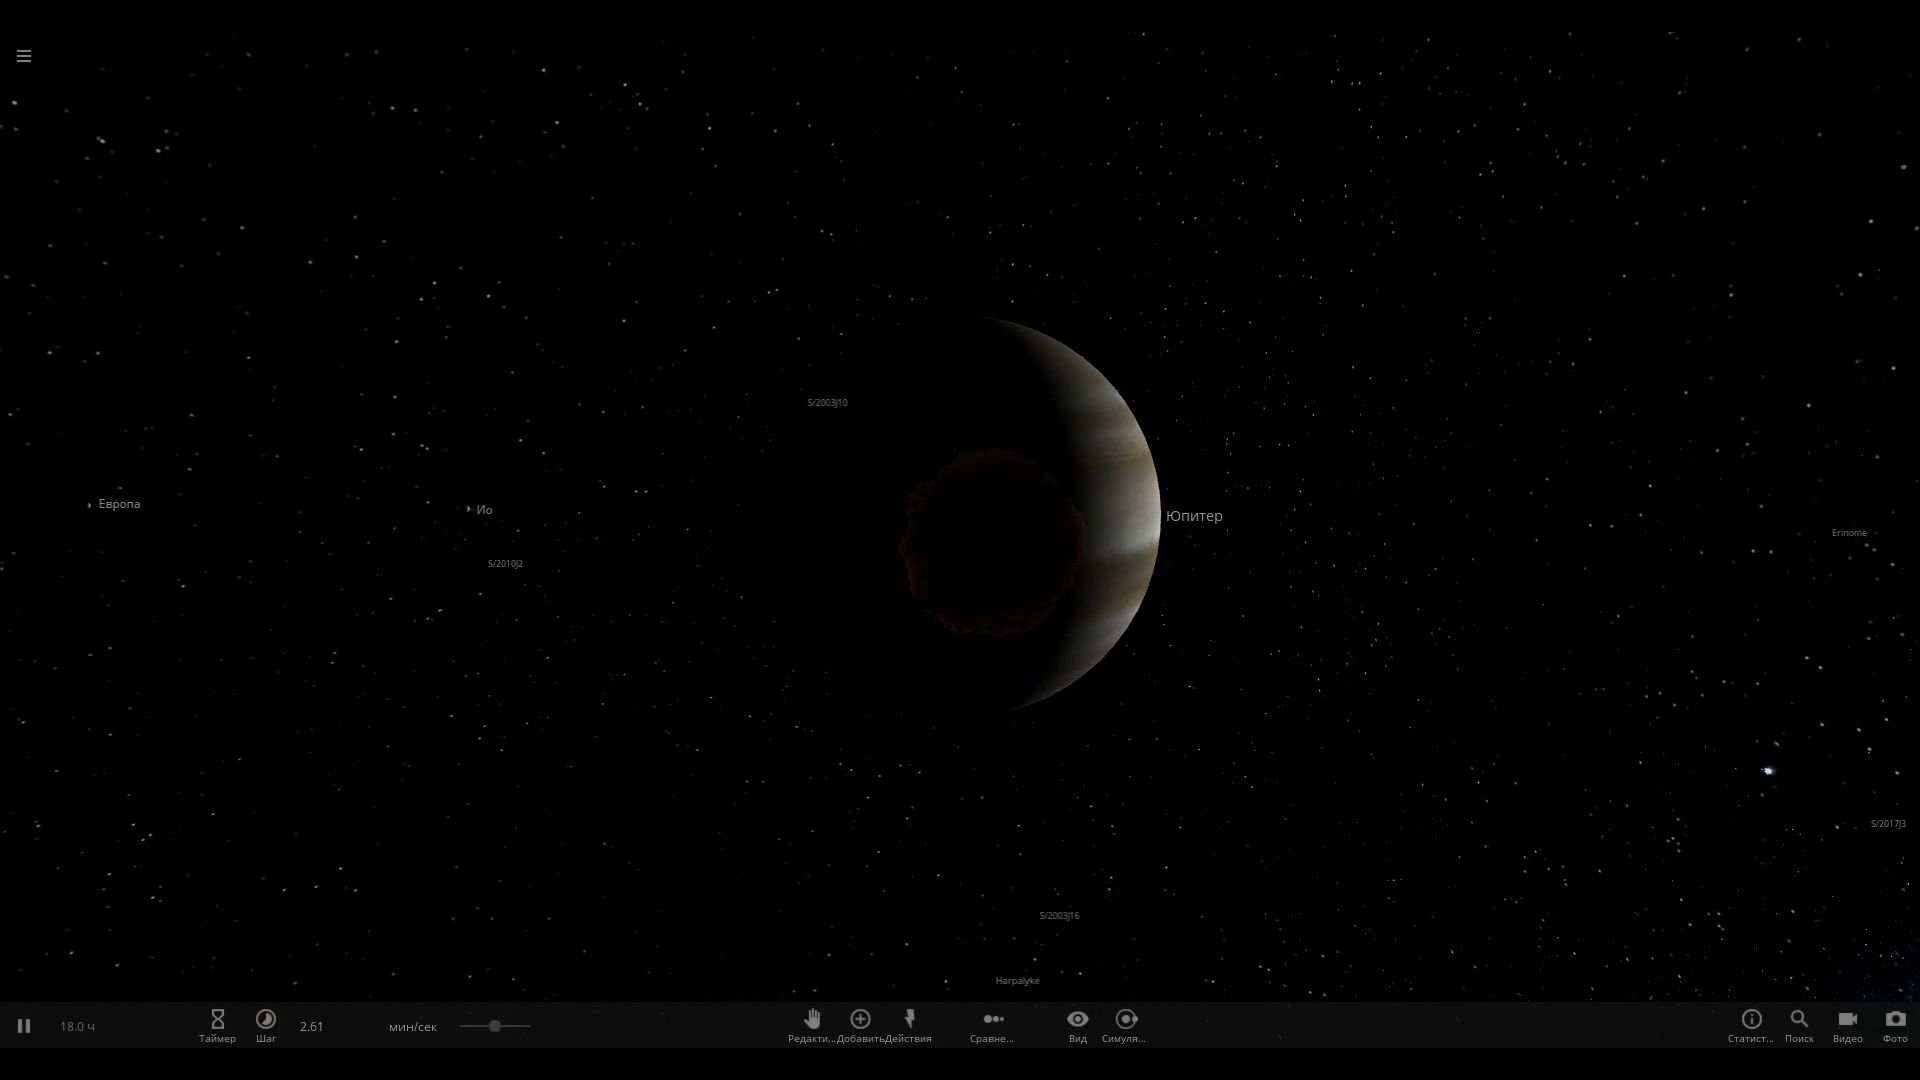 S/2003J10
Европа
Ио
Юпитер
Erinome
S/2010J2
S/2017J3
S/2003J16
Harpalyke
18.0 ч
Таймер
Шаг
2.61
мин/сек
Редакти...
Добавить
Действия
Сравне...
Вид
Симуля...
Статист...
Поиск
Видео
Фото